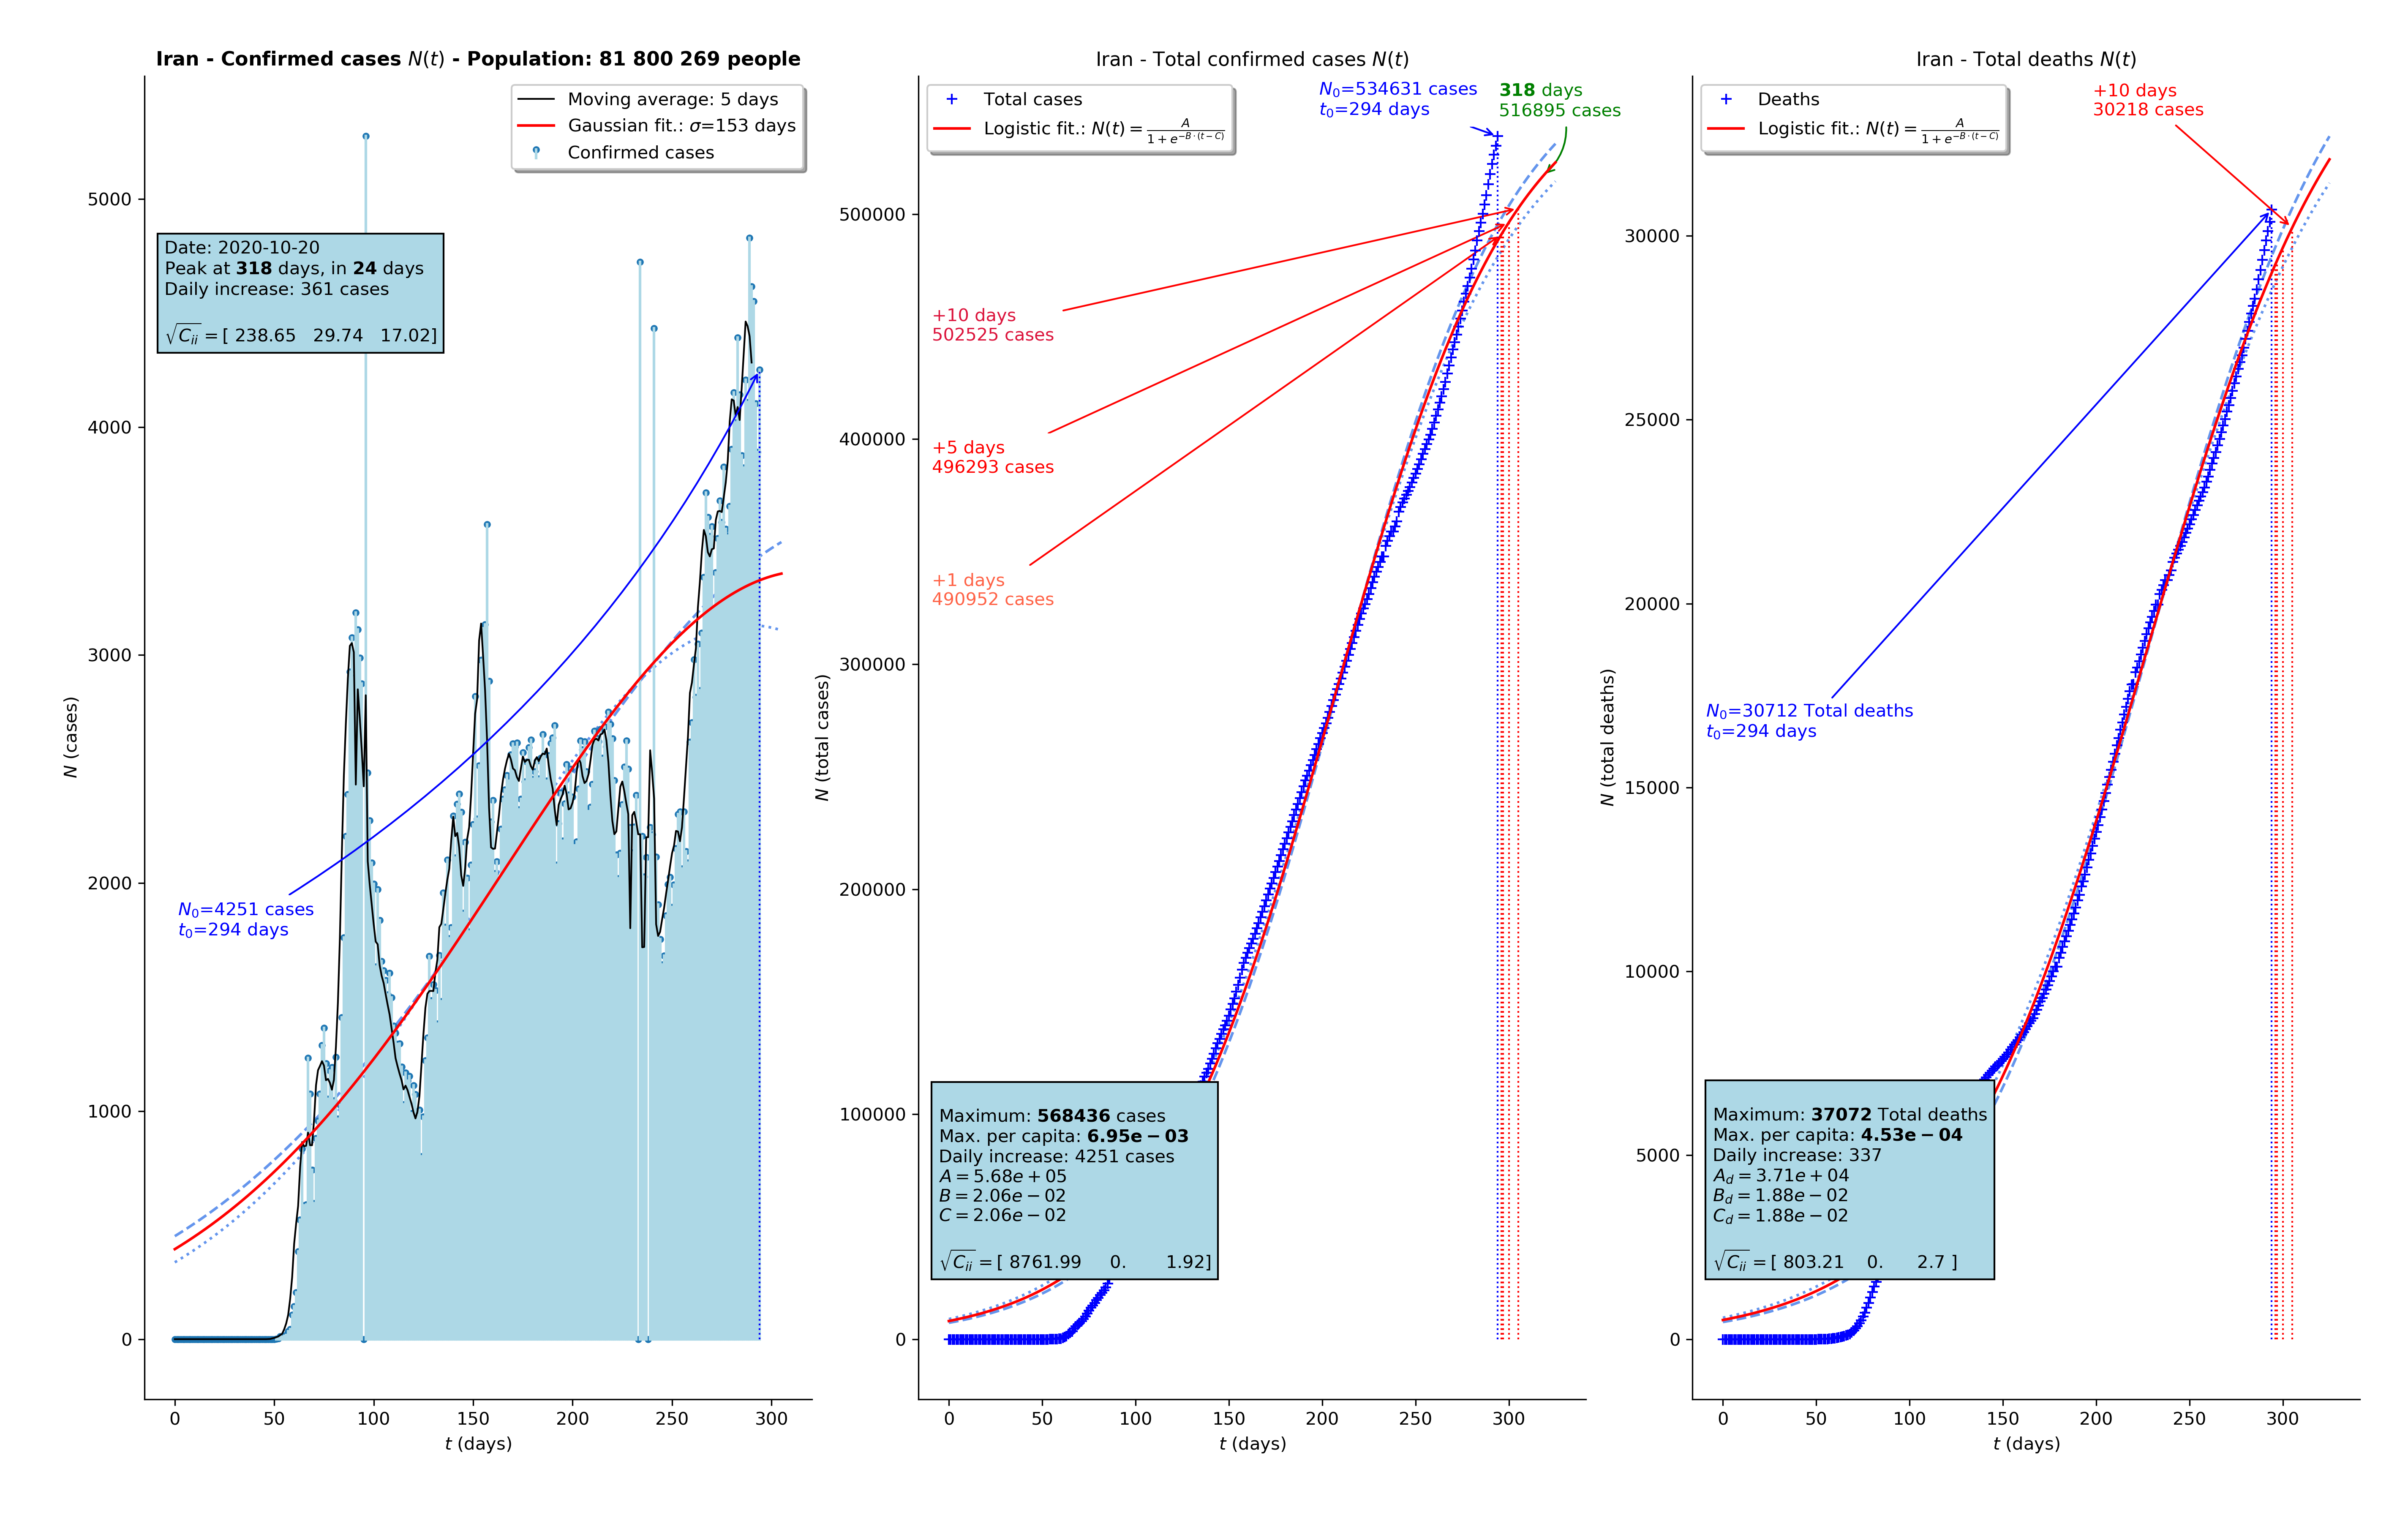 Iran - Confirmed cases N(t) - Population: 81 800 269 people
Moving average: 5 days
Gaussian fit.: σ=153 days
Confirmed cases
Date: 2020-10-20
Peak at 318 days, in 24 days
Daily increase: 361 cases
√C_ii = [ 238.65 29.74 17.02]
N₀=4251 cases
t₀=294 days
5000
4000
3000
2000
1000
0
N (cases)
0 50 100 150 200 250 300
t (days)
Iran - Total confirmed cases N(t)
Total cases
Logistic fit.: N(t) = A / (1 + e^{-B·(t-C)})
N₀=534631 cases
t₀=294 days
318 days
516895 cases
+10 days
502525 cases
+5 days
496293 cases
+1 days
490952 cases
Maximum: 568436 cases
Max. per capita: 6.95e − 03
Daily increase: 4251 cases
A = 5.68e + 05
B = 2.06e − 02
C = 2.06e − 02
√C_ii = [ 8761.99 0. 1.92]
500000
400000
300000
200000
100000
0
N (total cases)
0 50 100 150 200 250 300
t (days)
Iran - Total deaths N(t)
Deaths
Logistic fit.: N(t) = A / (1 + e^{-B·(t-C)})
+10 days
30218 cases
N₀=30712 Total deaths
t₀=294 days
Maximum: 37072 Total deaths
Max. per capita: 4.53e − 04
Daily increase: 337
A_d = 3.71e + 04
B_d = 1.88e − 02
C_d = 1.88e − 02
√C_ii = [ 803.21 0. 2.7 ]
30000
25000
20000
15000
10000
5000
0
N (total deaths)
0 50 100 150 200 250 300
t (days)